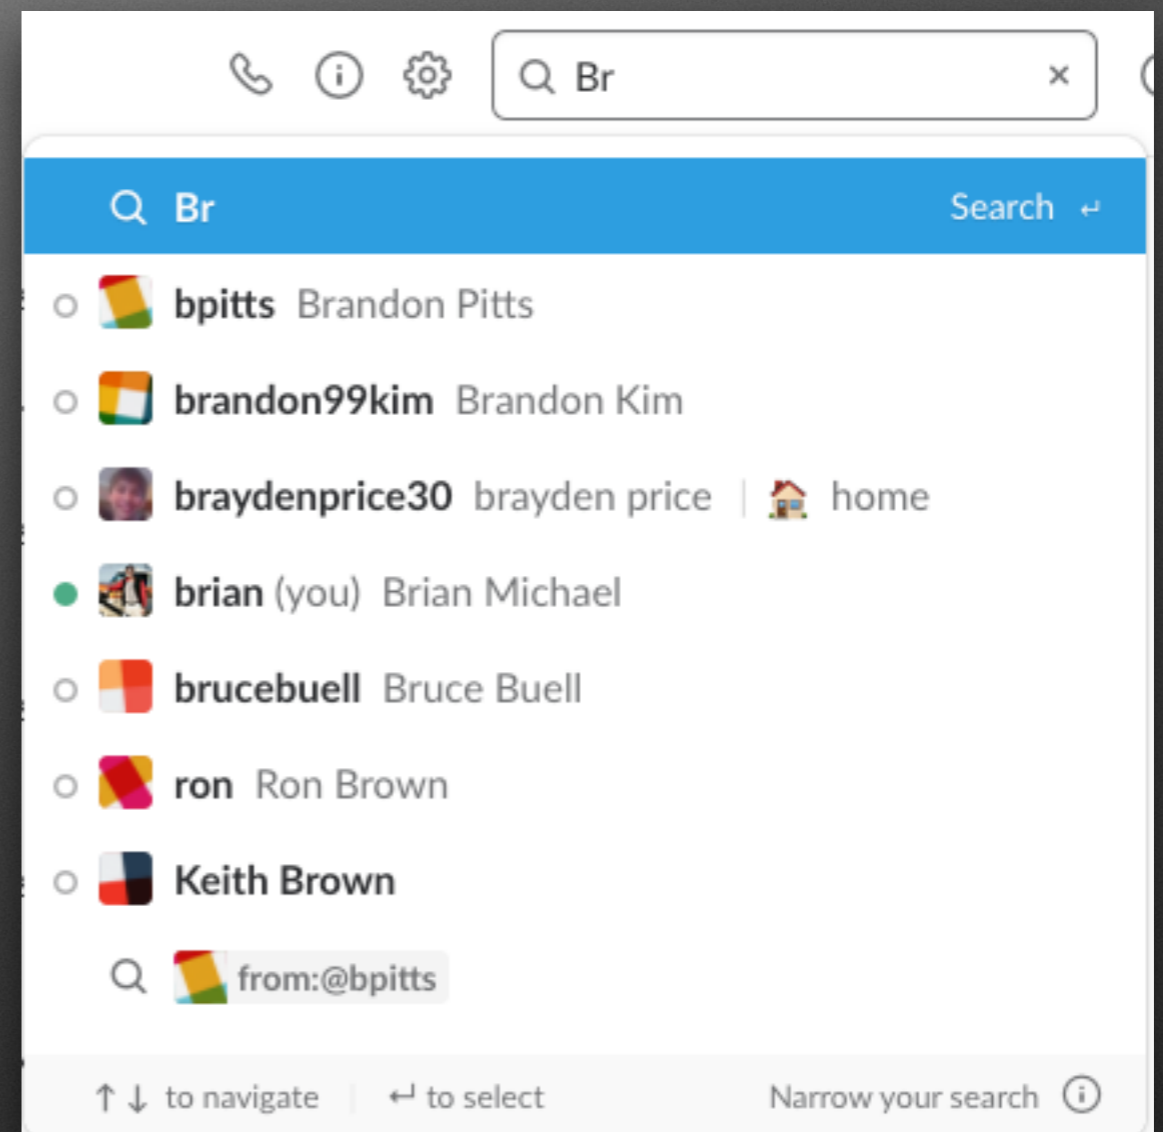 Br
Br Search ↵
bpitts Brandon Pitts
brandon99kim Brandon Kim
braydenprice30 brayden price | home
brian (you) Brian Michael
brucebuell Bruce Buell
ron Ron Brown
Keith Brown
from:@bpitts
↑ ↓ to navigate ↵ to select Narrow your search